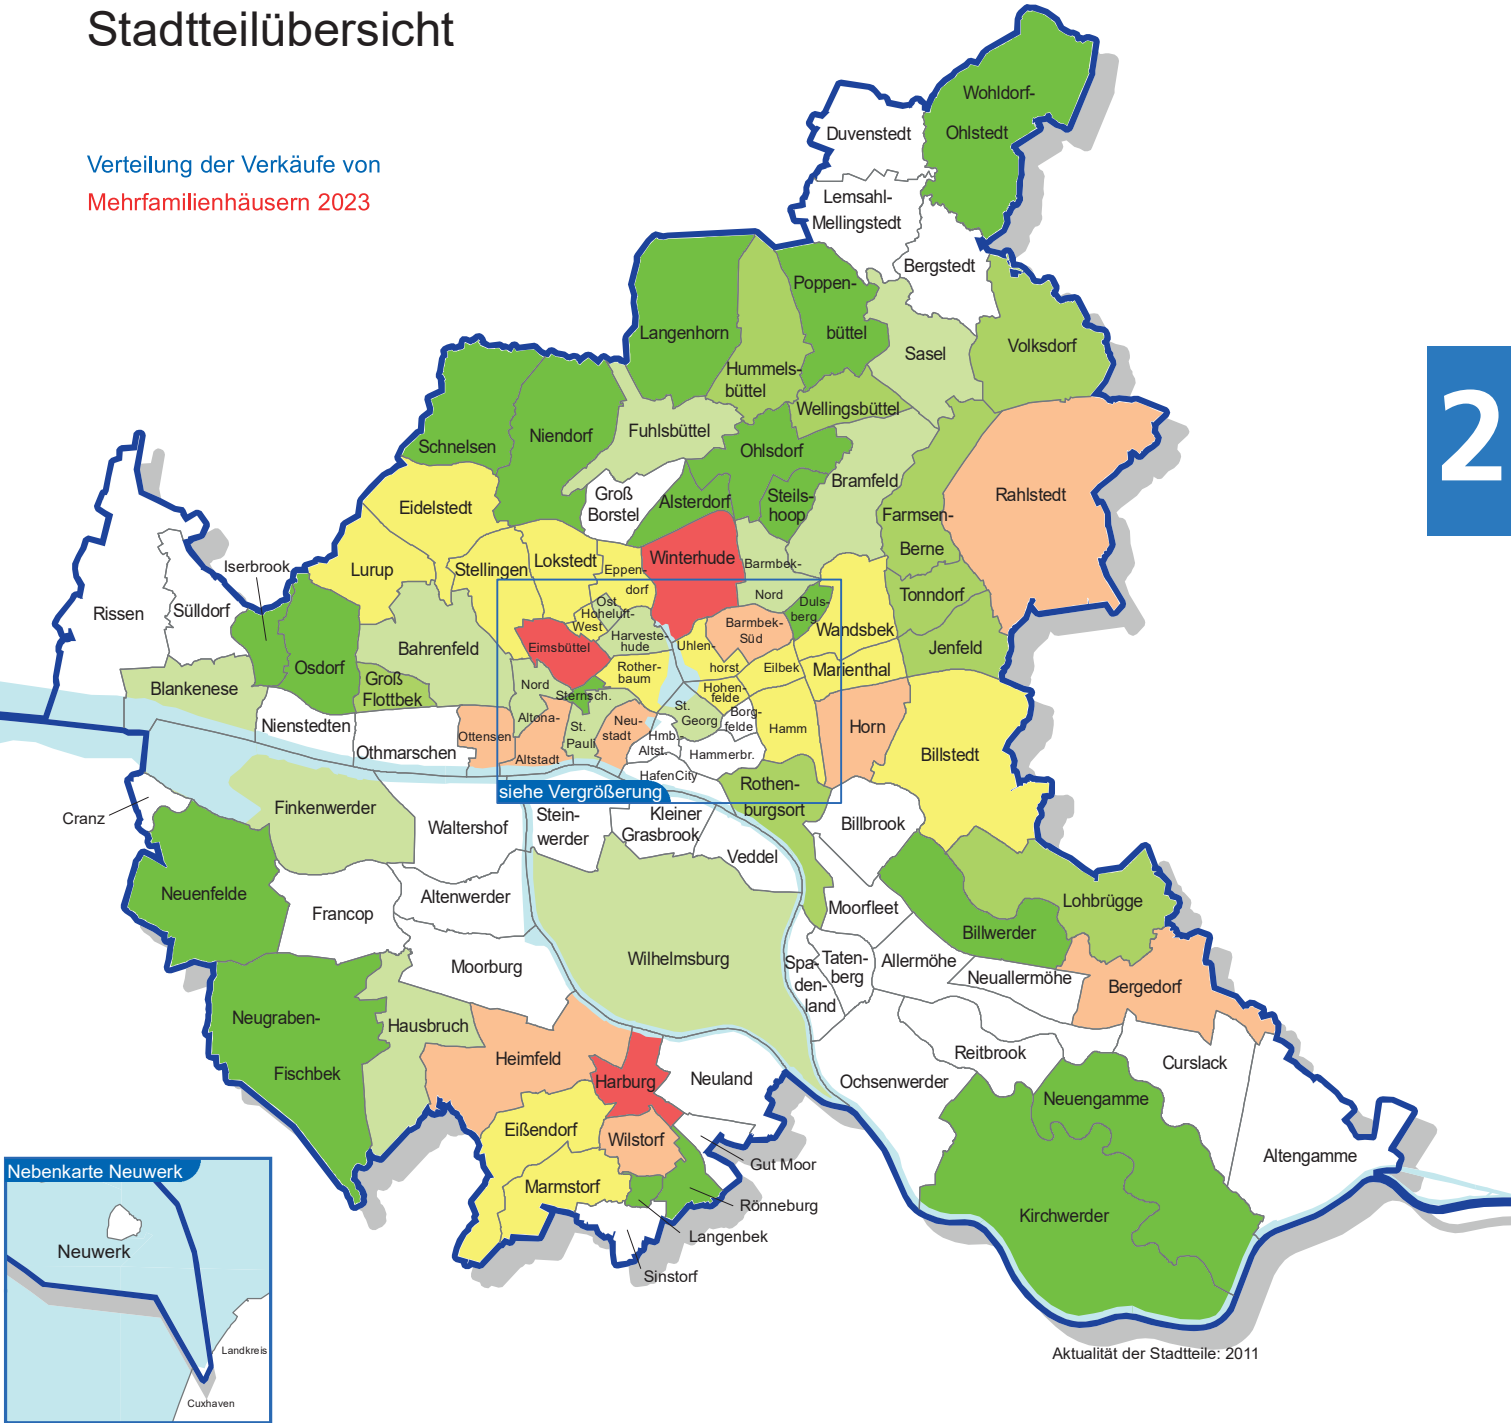 Stadtteilübersicht
Verteilung der Verkäufe von
Mehrfamilienhäusern 2023
2
Wohldorf-
Ohlstedt
Duvenstedt
Lemsahl-
Mellingstedt
Bergstedt
Poppen-
büttel
Langenhorn
Hummels-
büttel
Sasel
Volksdorf
Wellingsbüttel
Schnelsen
Niendorf
Fuhlsbüttel
Ohlsdorf
Bramfeld
Rahlstedt
Eidelstedt
Groß
Borstel
Alsterdorf
Steils-
hoop
Farmsen-
Berne
Lurup
Stellingen
Lokstedt
Eppen-
dorf
Winterhude
Barmbek-
Nord
Tonndorf
Iserbrook
Rissen
Sülldorf
Ost
Hoheluft-
West
Duls-
berg
Wandsbek
Barmbek-
Süd
Jenfeld
Osdorf
Bahrenfeld
Eimsbüttel
Harveste-
hude
Uhlen-
horst
Eilbek
Marienthal
Blankenese
Groß
Flottbek
Nord
Sternsch.
Rother-
baum
Hohen-
felde
Nienstedten
Othmarschen
Ottensen
Altona-
Altstadt
St.
Pauli
Neu-
stadt
St.
Georg
Borg-
felde
Hamm
Horn
Billstedt
Hmb.-
Altst.
Hammerbr.
HafenCity
siehe Vergrößerung
Rothen-
burgsort
Cranz
Finkenwerder
Waltershof
Stein-
werder
Kleiner
Grasbrook
Veddel
Billbrook
Neuenfelde
Francop
Altenwerder
Moorfleet
Lohbrügge
Billwerder
Moorburg
Wilhelmsburg
Spa-
den-
land
Taten-
berg
Allermöhe
Neuallermöhe
Bergedorf
Neugraben-
Fischbek
Hausbruch
Heimfeld
Harburg
Neuland
Ochsenwerder
Reitbrook
Curslack
Neuengamme
Eißendorf
Wilstorf
Gut Moor
Altengamme
Marmstorf
Rönneburg
Langenbek
Sinstorf
Kirchwerder
Nebenkarte Neuwerk
Neuwerk
Landkreis
Cuxhaven
Aktualität der Stadtteile: 2011